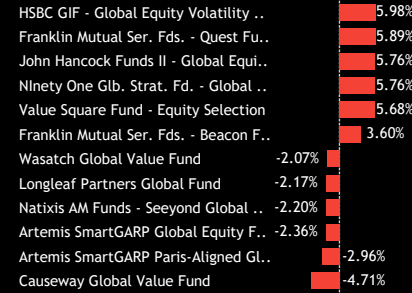 HSBC GIF - Global Equity Volatility .. 5.98%
Franklin Mutual Ser. Fds. - Quest Fu.. 5.89%
John Hancock Funds II - Global Equi.. 5.76%
NInety One Glb. Strat. Fd. - Global .. 5.76%
Value Square Fund - Equity Selection 5.68%
Franklin Mutual Ser. Fds. - Beacon F.. 3.60%
Wasatch Global Value Fund -2.07%
Longleaf Partners Global Fund -2.17%
Natixis AM Funds - Seeyond Global .. -2.20%
Artemis SmartGARP Global Equity F.. -2.36%
Artemis SmartGARP Paris-Aligned Gl.. -2.96%
Causeway Global Value Fund -4.71%